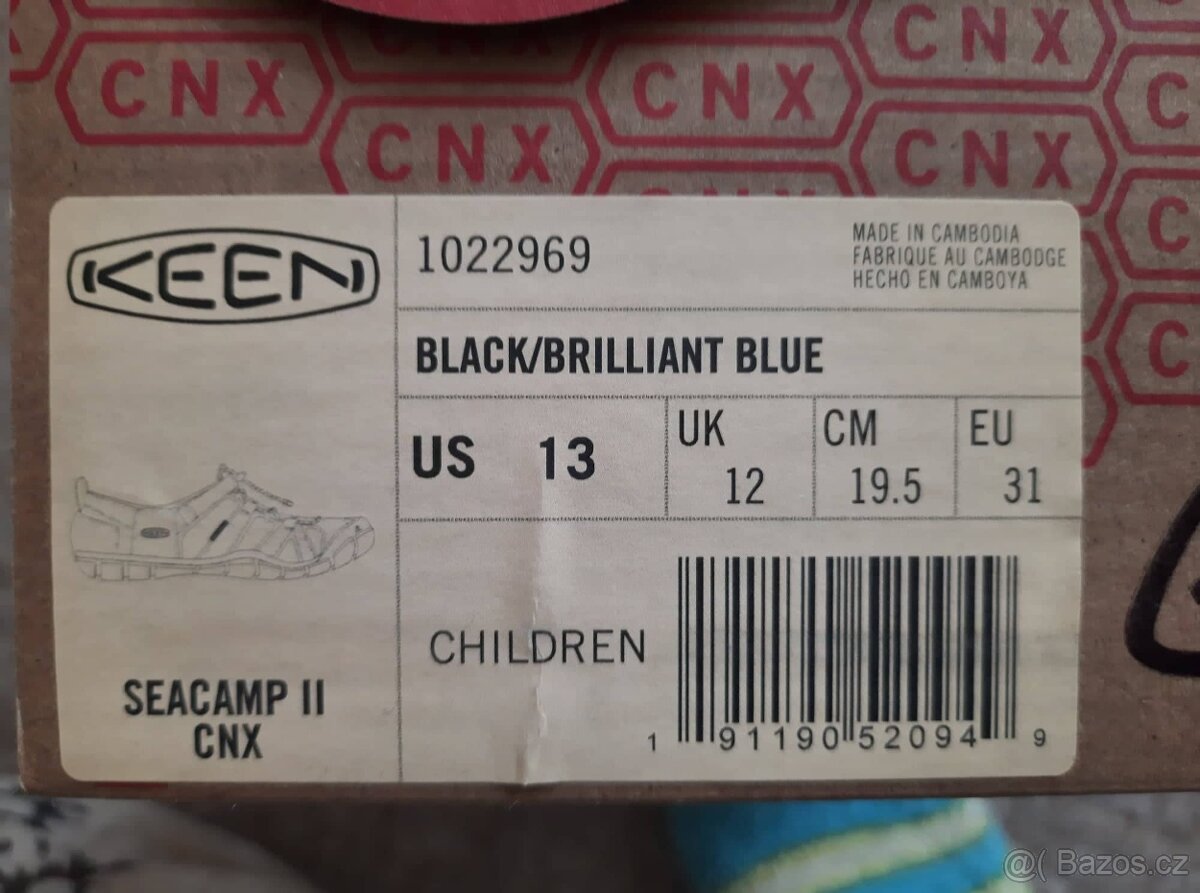 CNX
CNX
CNX
CNX
CNX
CNX
KEEN
1022969
MADE IN CAMBODIA
FABRIQUE AU CAMBODGE
HECHO EN CAMBOYA
BLACK/BRILLIANT BLUE
US 13
UK 12
CM 19.5
EU 31
CHILDREN
SEACAMP II
CNX
1 91190 52094 9
@( Bazos.cz